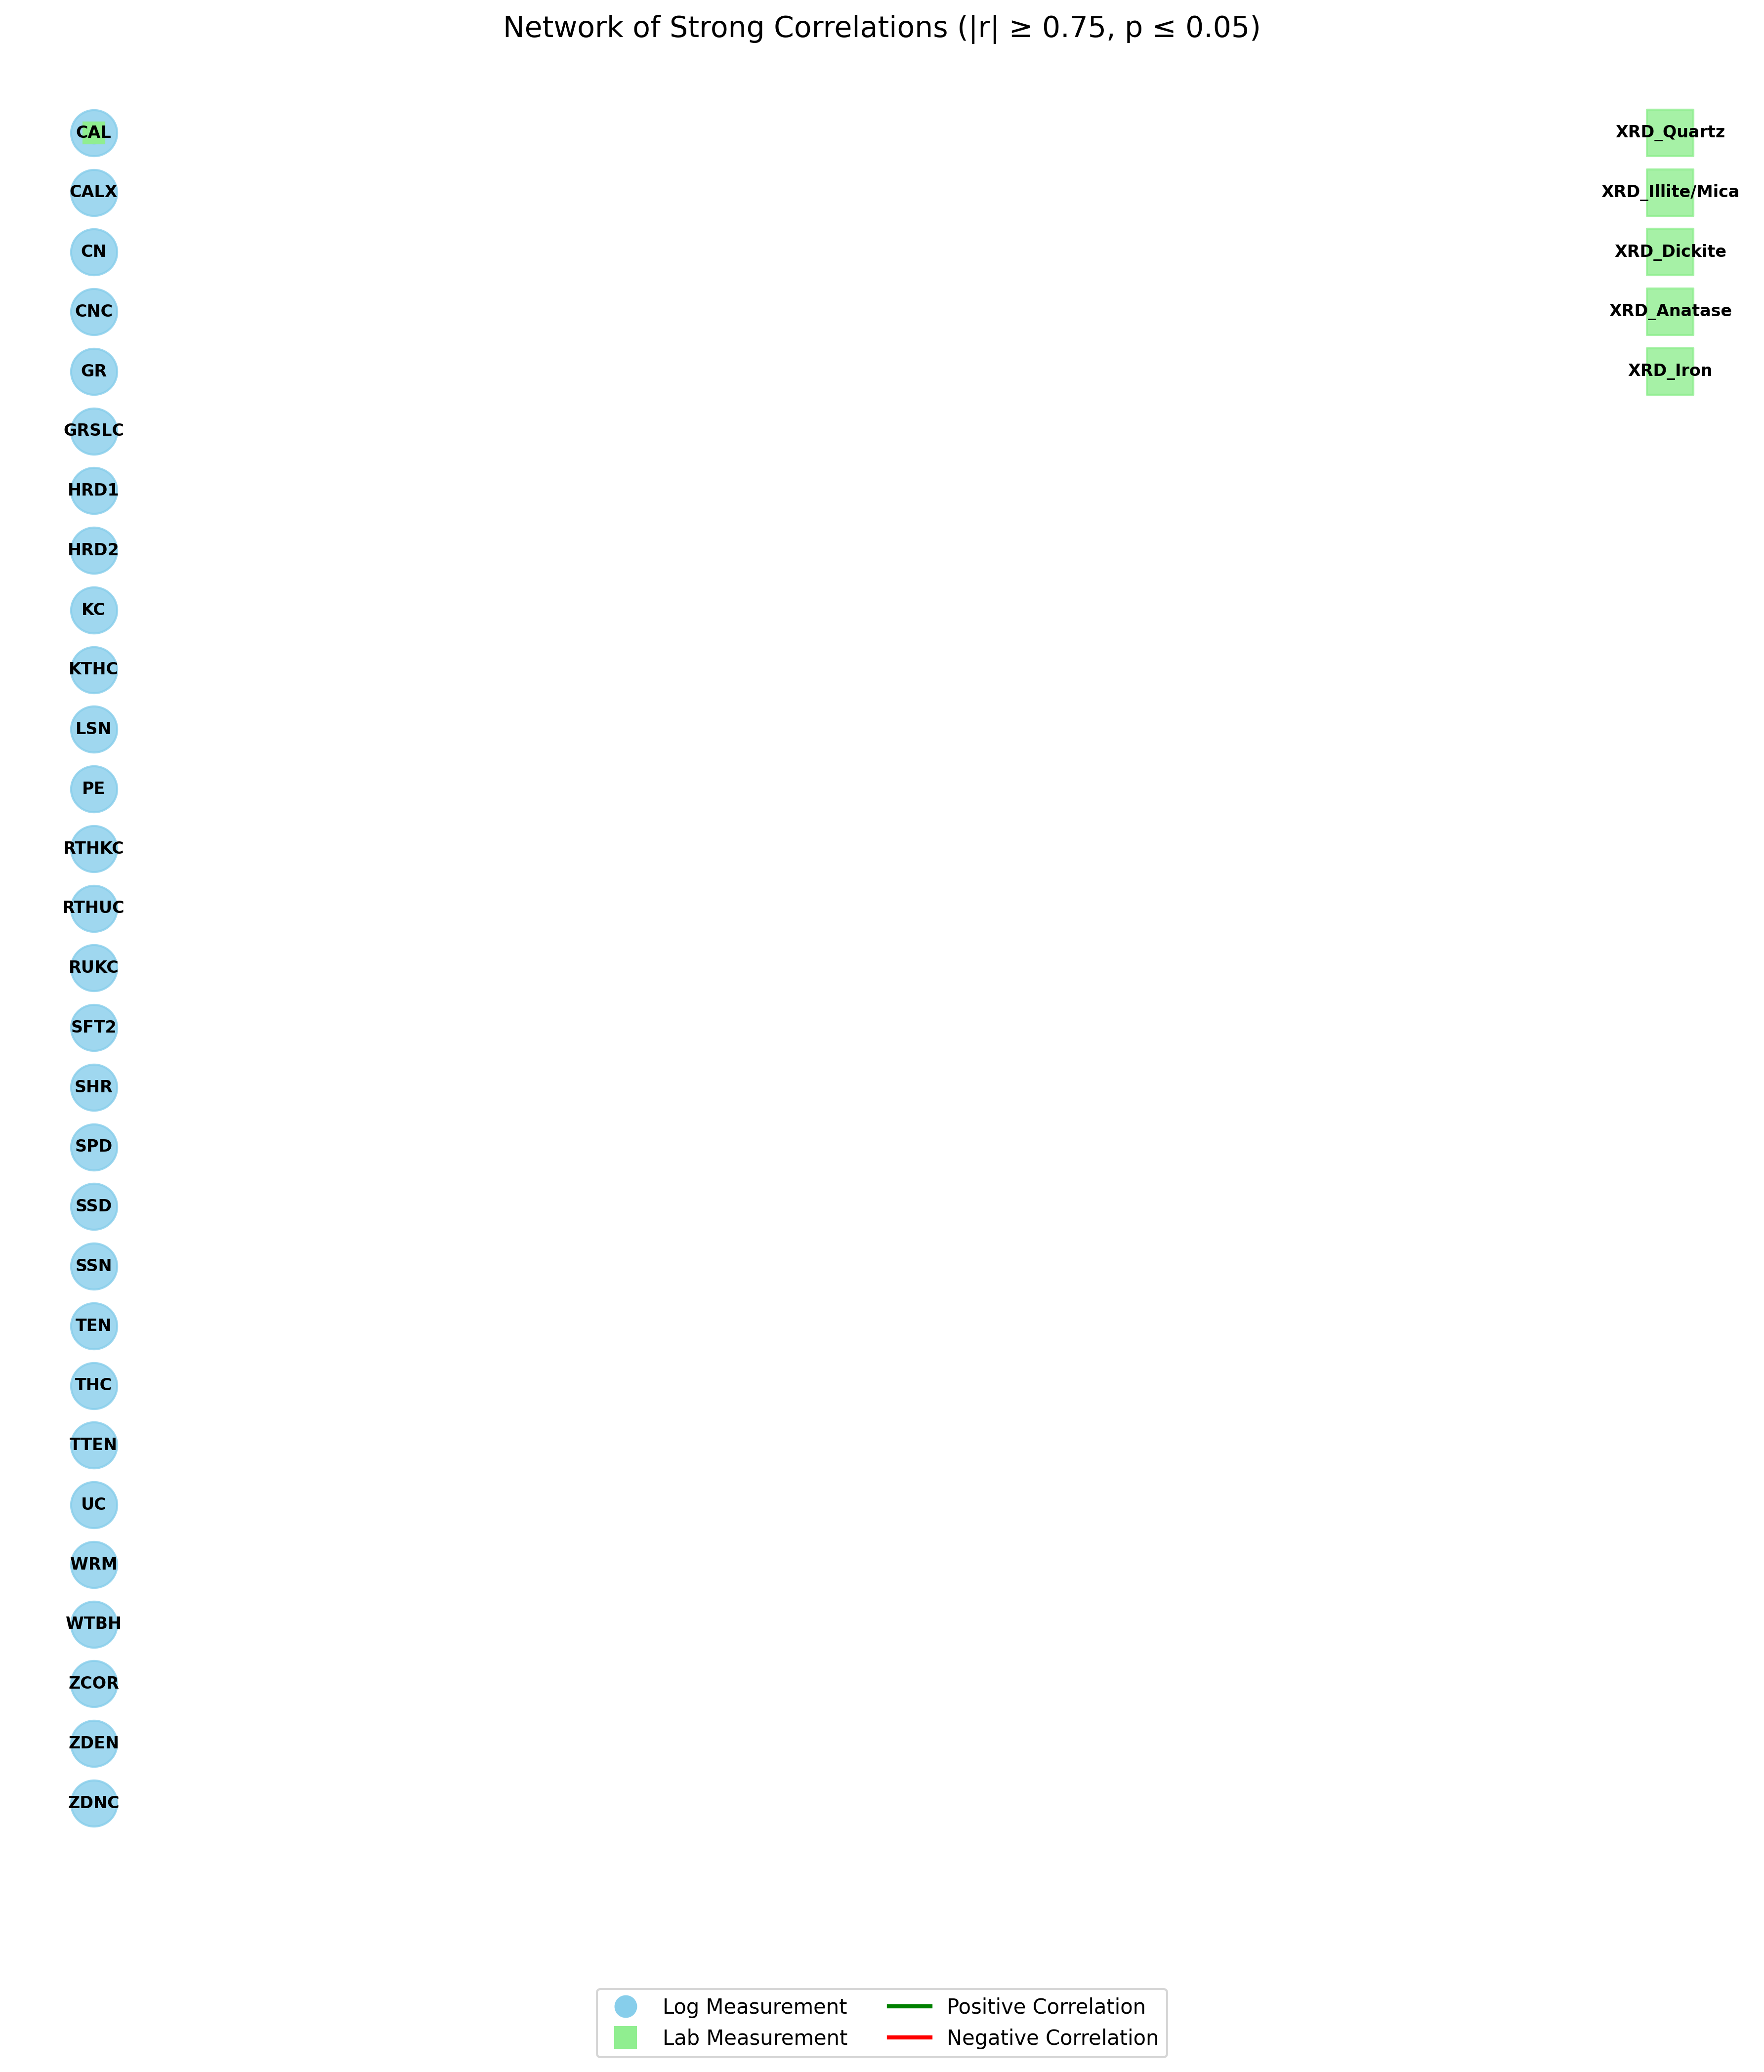 Network of Strong Correlations (|r| ≥ 0.75, p ≤ 0.05)
CAL
XRD_Quartz
CALX
XRD_Illite/Mica
CN
XRD_Dickite
CNC
XRD_Anatase
GR
XRD_Iron
GRSLC
HRD1
HRD2
KC
KTHC
LSN
PE
RTHKC
RTHUC
RUKC
SFT2
SHR
SPD
SSD
SSN
TEN
THC
TTEN
UC
WRM
WTBH
ZCOR
ZDEN
ZDNC
Log Measurement
Lab Measurement
Positive Correlation
Negative Correlation